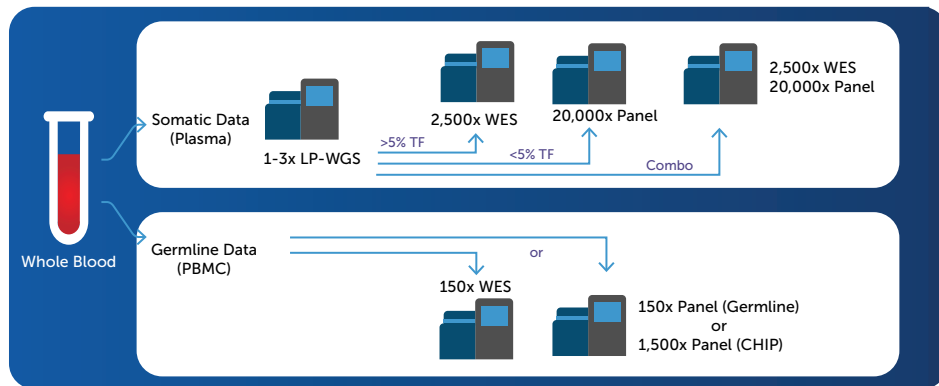 Whole Blood
Somatic Data
(Plasma)
1-3x LP-WGS
>5% TF
<5% TF
Combo
2,500x WES
20,000x Panel
2,500x WES
20,000x Panel
Germline Data
(PBMC)
or
150x WES
150x Panel (Germline)
or
1,500x Panel (CHIP)